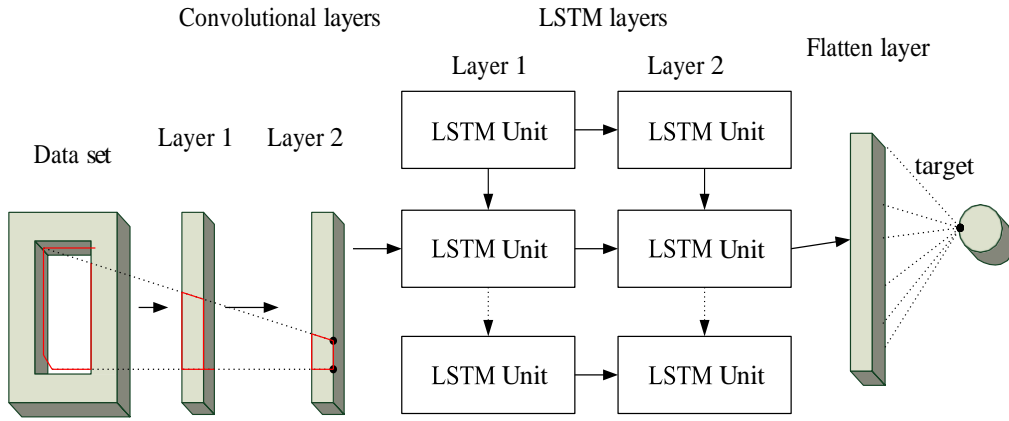 Convolutional layers
LSTM layers
Flatten layer
Layer 1
Layer 2
Layer 1
Layer 2
Data set
LSTM Unit
LSTM Unit
target
LSTM Unit
LSTM Unit
LSTM Unit
LSTM Unit